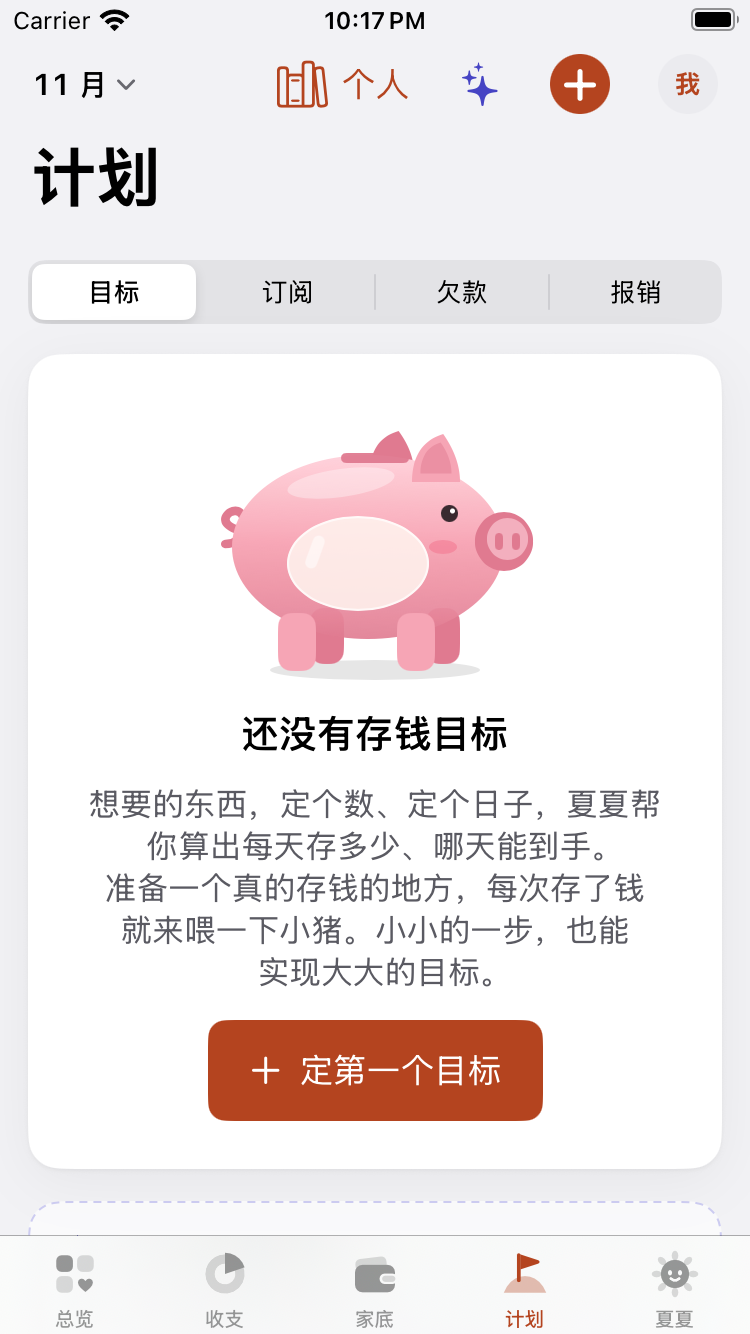 Carrier 10:17 PM
11 月 个人 我
计划
目标 订阅 欠款 报销
还没有存钱目标
想要的东西，定个数、定个日子，夏夏帮
你算出每天存多少、哪天能到手。
准备一个真的存钱的地方，每次存了钱
就来喂一下小猪。小小的一步，也能
实现大大的目标。
+ 定第一个目标
总览 收支 家底 计划 夏夏